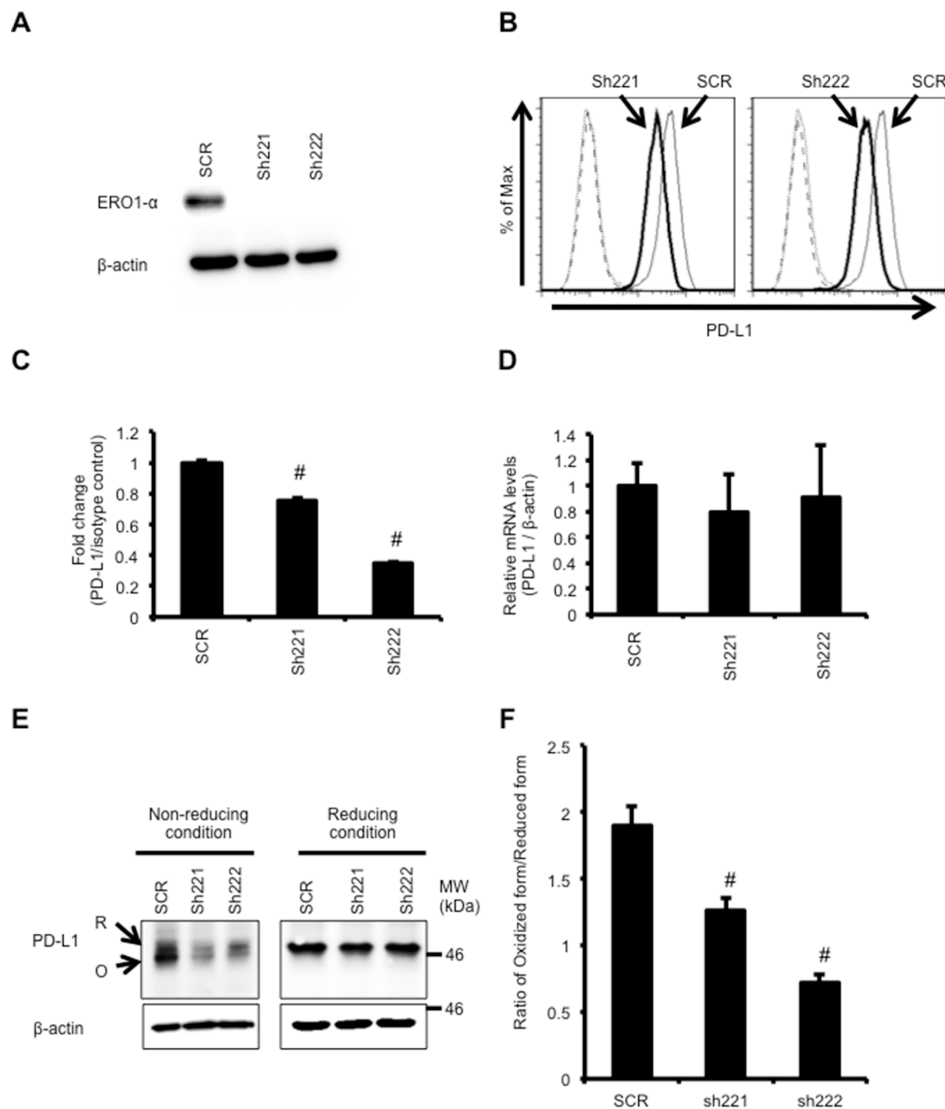 A
SCR
Sh221
Sh222
ERO1-α
β-actin
B
Sh221
SCR
Sh222
SCR
% of Max
PD-L1
C
Fold change
(PD-L1/isotype control)
1.2
1
0.8
0.6
0.4
0.2
0
#
#
SCR
Sh221
Sh222
D
Relative mRNA levels
(PD-L1 / β-actin)
1.4
1.2
1
0.8
0.6
0.4
0.2
0
SCR
Sh221
Sh222
E
Non-reducing
condition
Reducing
condition
SCR
Sh221
Sh222
SCR
Sh221
Sh222
MW
(kDa)
R
PD-L1
O
46
46
β-actin
F
Ratio of Oxidized form/Reduced form
2.5
2
1.5
1
0.5
0
#
#
SCR
sh221
sh222